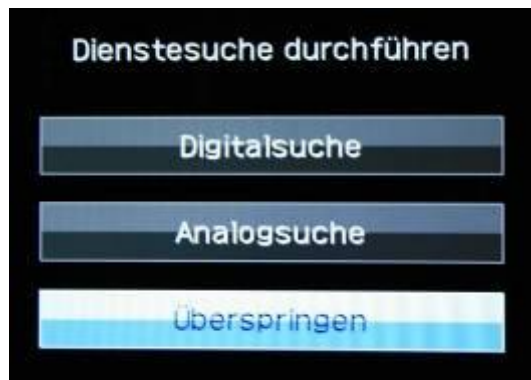 Dienstesuche durchführen
Digitalsuche
Analogsuche
Überspringen